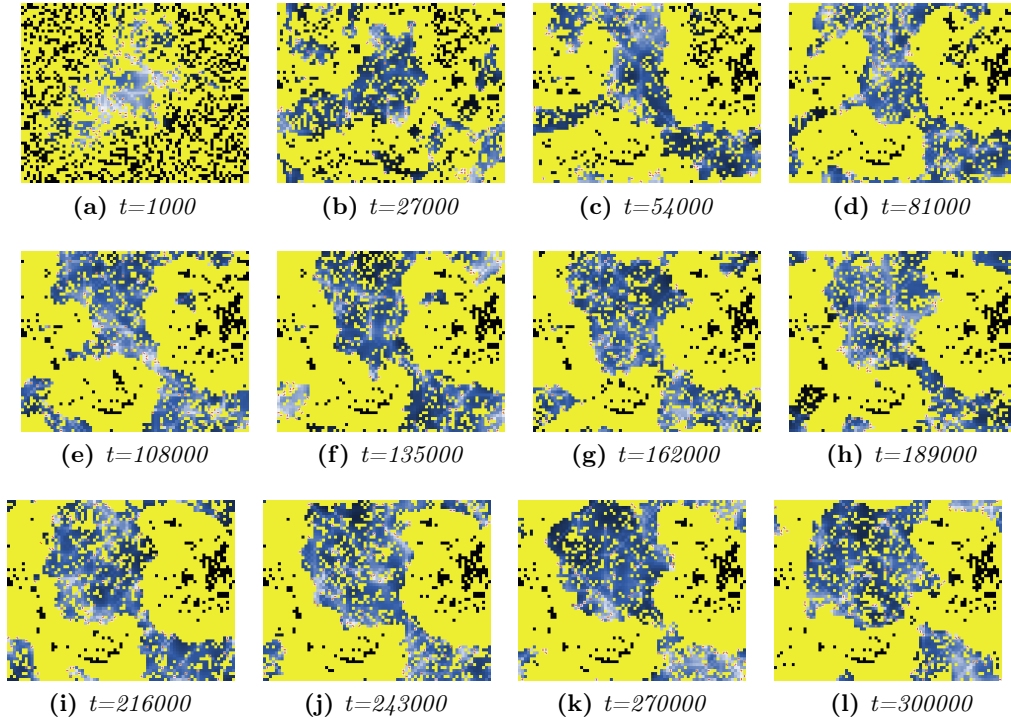 (a) t=1000
(b) t=27000
(c) t=54000
(d) t=81000
(e) t=108000
(f) t=135000
(g) t=162000
(h) t=189000
(i) t=216000
(j) t=243000
(k) t=270000
(l) t=300000